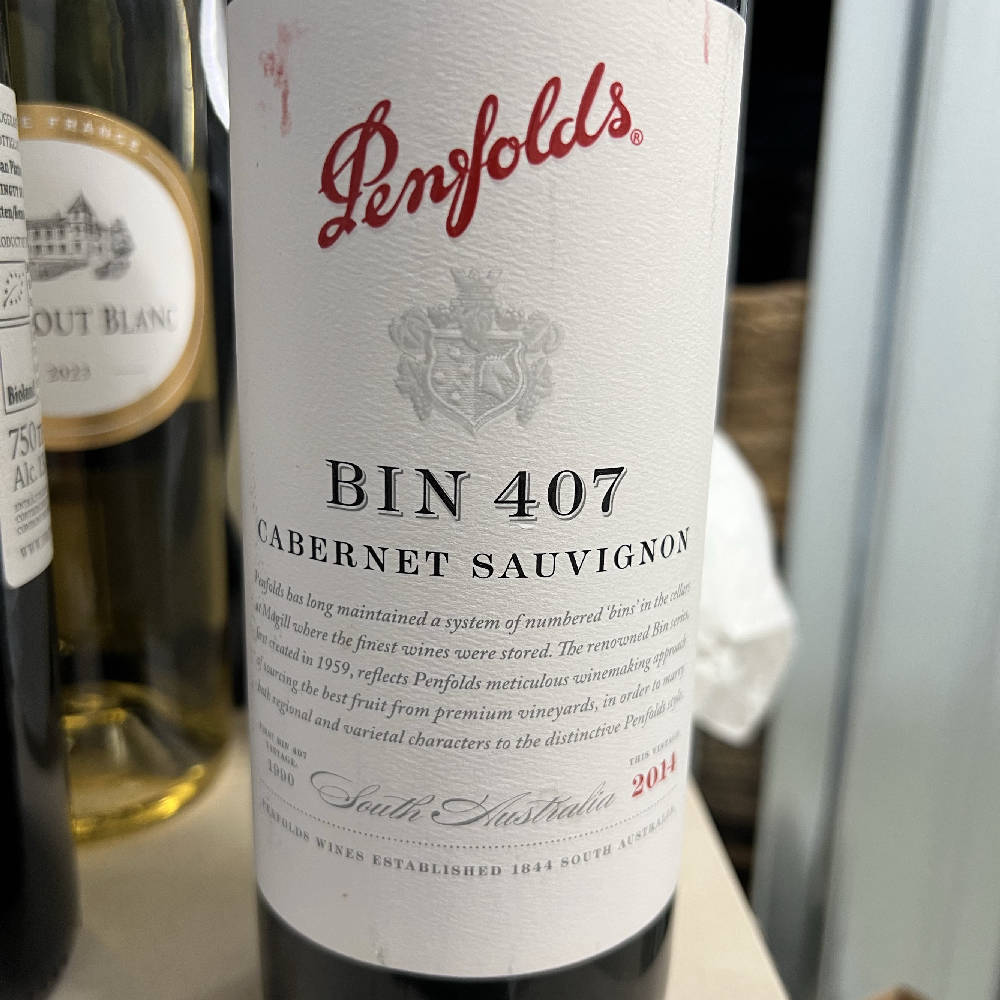 Penfolds®
BIN 407
CABERNET SAUVIGNON
Penfolds has long maintained a system of numbered 'bins' in the cellars
at Magill where the finest wines were stored. The renowned Bin series,
first created in 1959, reflects Penfolds meticulous winemaking approach
of sourcing the best fruit from premium vineyards, in order to marry
both regional and varietal characters to the distinctive Penfolds style.
FIRST BIN 407
VINTAGE,
1990
South Australia
THIS VINTAGE,
2014
PENFOLDS WINES ESTABLISHED 1844 SOUTH AUSTRALIA.
FRANCE
BLANC
2023
750
Alc.